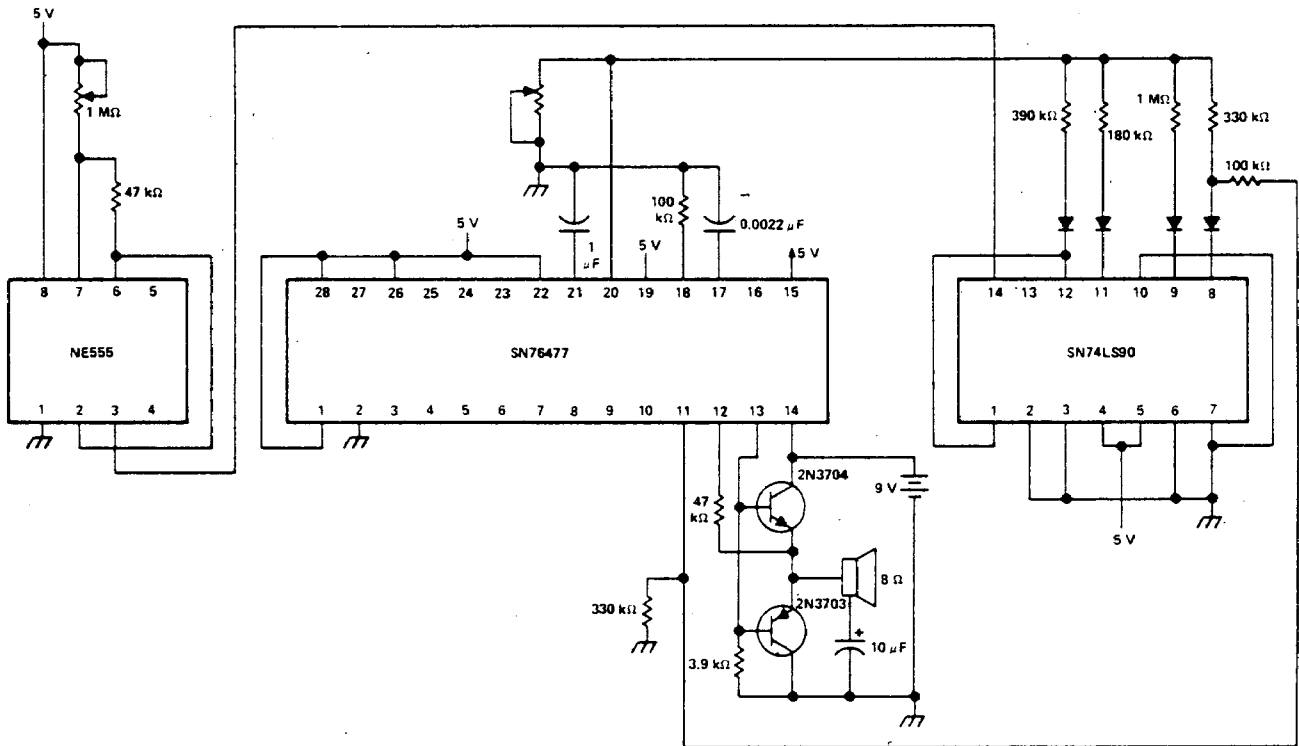 5 V
1 MΩ
47 kΩ
8 7 6 5
NE555
1 2 3 4
5 V
1 μF
100 kΩ
0.0022 μF
5 V
5 V
28 27 26 25 24 23 22 21 20 19 18 17 16 15
SN76477
1 2 3 4 5 6 7 8 9 10 11 12 13 14
390 kΩ
180 kΩ
1 MΩ
330 kΩ
100 kΩ
14 13 12 11 10 9 8
SN74LS90
1 2 3 4 5 6 7
5 V
2N3704
47 kΩ
9 V
8 Ω
2N3703
330 kΩ
3.9 kΩ
+
10 μF